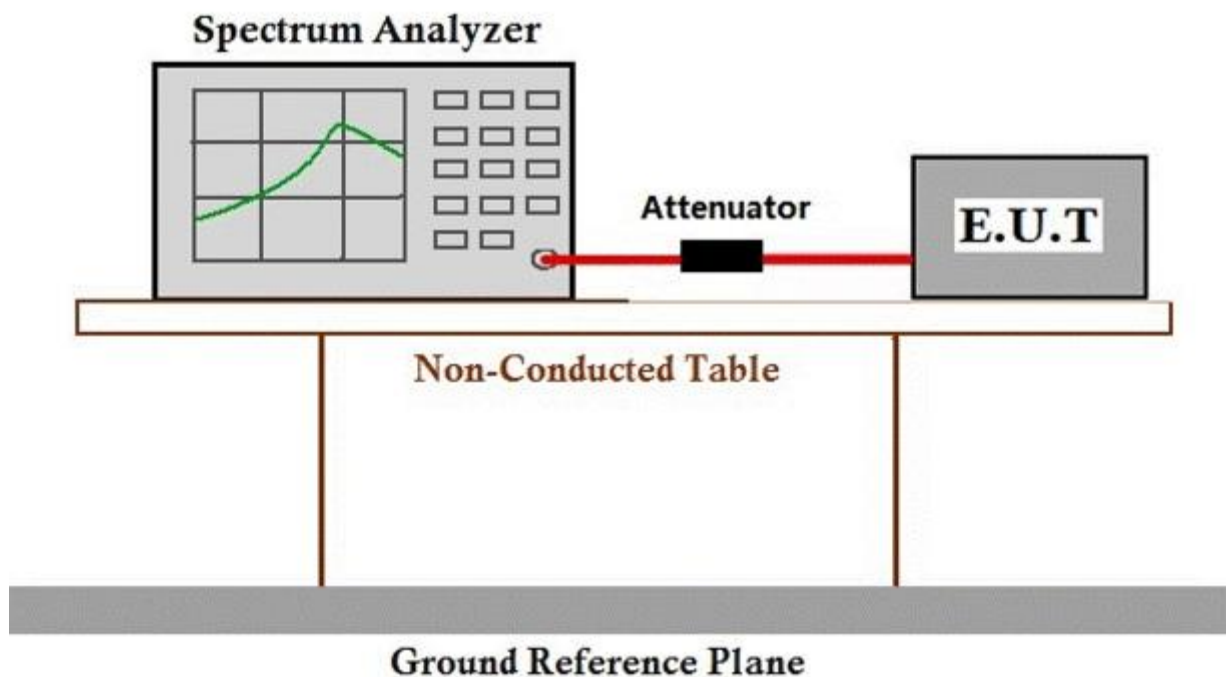 Spectrum Analyzer
Attenuator
E.U.T
Non-Conducted Table
Ground Reference Plane